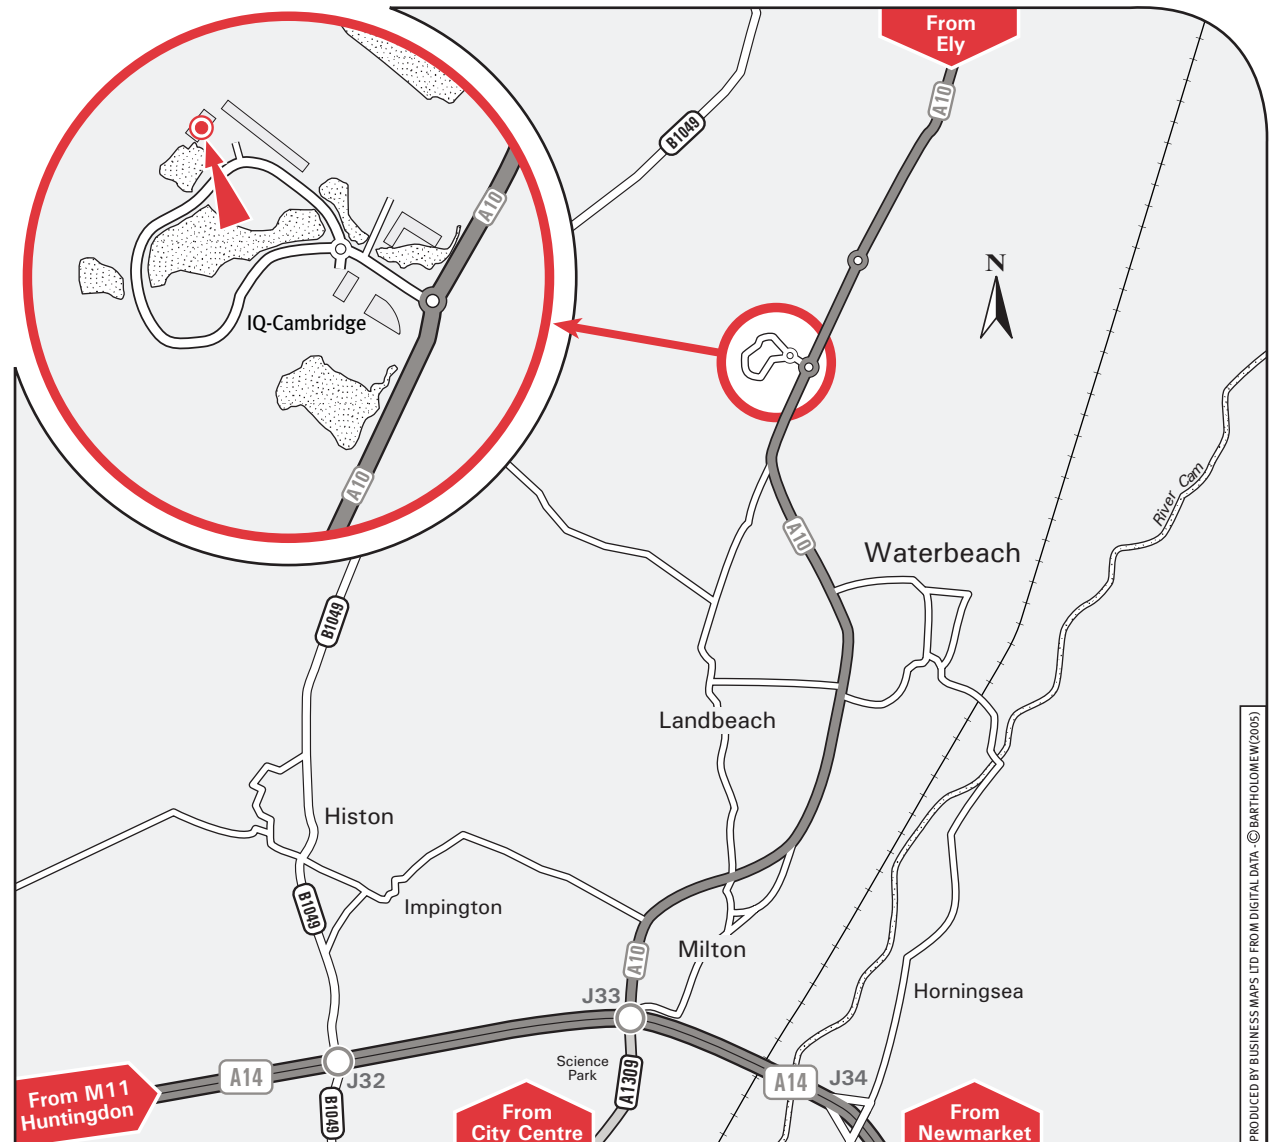 From
Ely
A10
B1049
A10
N
IQ-Cambridge
A10
River Cam
A10
Waterbeach
B1049
Landbeach
Histon
B1049
Impington
Milton
A10
Horningsea
J33
Science
Park
A14
J32
A1309
A14
J34
From M11
Huntingdon
B1049
From
City Centre
From
Newmarket
PRODUCED BY BUSINESS MAPS LTD FROM DIGITAL DATA - © BARTHOLOMEW(2005)